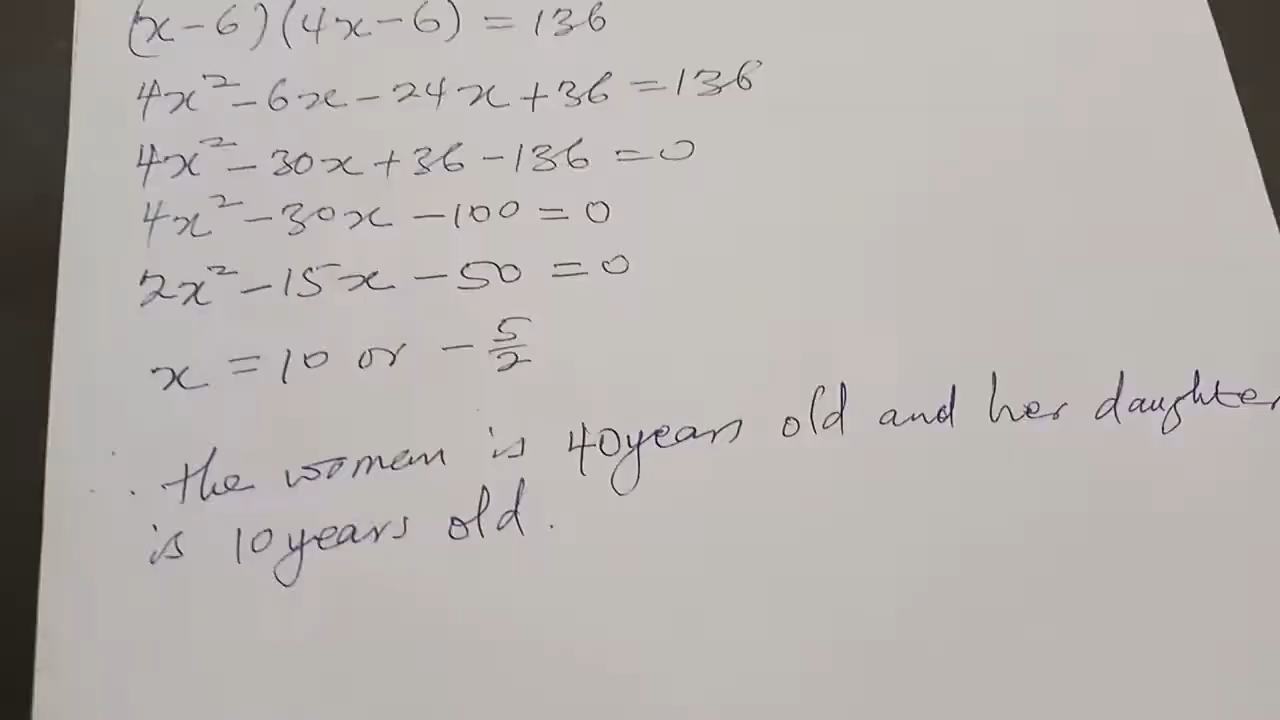 (x-6)(4x-6) = 136
4x² - 6x - 24x + 36 = 136
4x² - 30x + 36 - 136 = 0
4x² - 30x - 100 = 0
2x² - 15x - 50 = 0
x = 10 or - 5/2
∴ the woman is 40years old and her daughter
is 10years old.